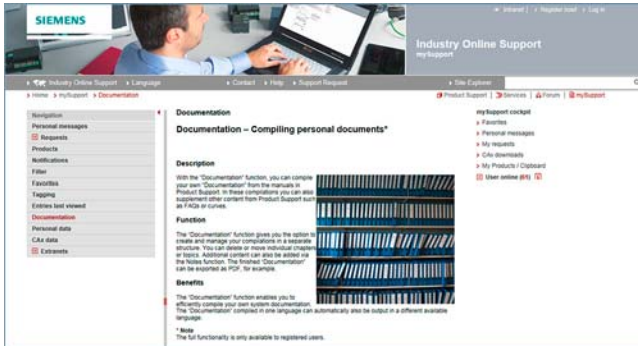 SIEMENS
Intranet | Register now! Log in
Industry Online Support
mySupport
Industry Online Support Language Contact Help Support Request Site Explorer
Home mySupport Documentation Product Support | Services | Forum | mySupport
Navigation
Personal messages
Requests
Products
Notifications
Filter
Favorites
Tagging
Entries last viewed
Documentation
Personal data
CAx data
Extranets
Documentation
Documentation – Compiling personal documents*
Description
With the "Documentation" function, you can compile
your own "Documentation" from the manuals in
Product Support. In these compilations you can also
supplement other content from Product Support such
as FAQs or curves.
Function
The "Documentation" function gives you the option to
create and manage your compilations in a separate
structure. You can delete or move individual chapters
or topics. Additional content can also be added via
the Notes function. The finished "Documentation"
can be exported as PDF, for example.
Benefits
The "Documentation" function enables you to
efficiently compile your own system documentation.
The "Documentation" compiled in one language can automatically also be output in a different available
language.
* Note
The full functionality is only available to registered users.
mySupport cockpit
Favorites
Personal messages
My requests
CAx downloads
My Products / Clipboard
User online (61)